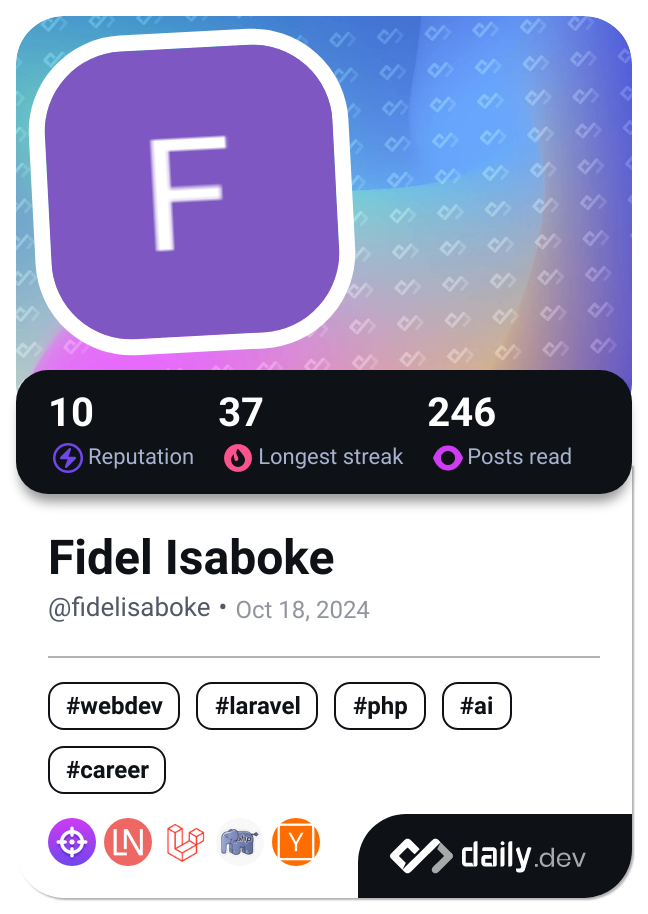 F
10 37 246
Reputation Longest streak Posts read
Fidel Isaboke
@fidelisaboke • Oct 18, 2024
#webdev #laravel #php #ai
#career
LN php Y
daily.dev